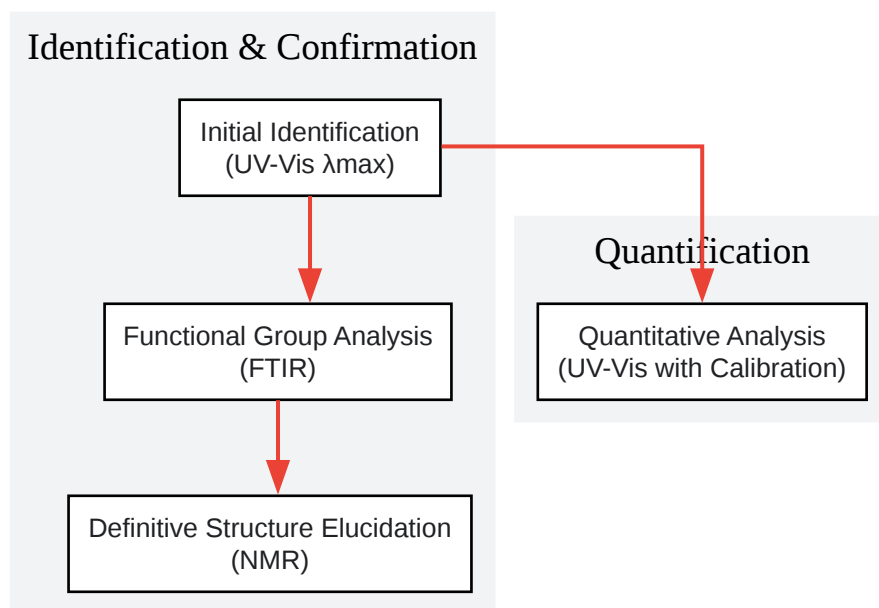 Identification & Confirmation
Initial Identification
(UV-Vis λmax)
Functional Group Analysis
(FTIR)
Definitive Structure Elucidation
(NMR)
Quantification
Quantitative Analysis
(UV-Vis with Calibration)